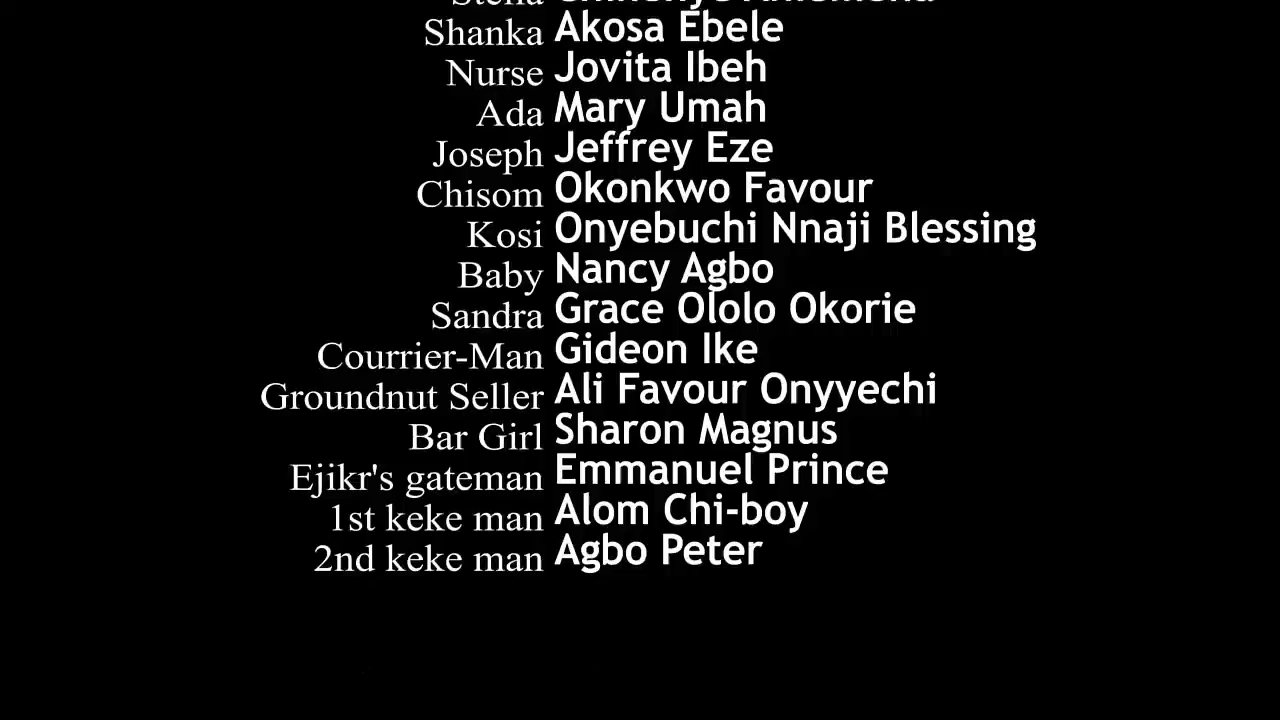 Shanka Akosa Ebele
Nurse Jovita Ibeh
Ada Mary Umah
Joseph Jeffrey Eze
Chisom Okonkwo Favour
Kosi Onyebuchi Nnaji Blessing
Baby Nancy Agbo
Sandra Grace Ololo Okorie
Courrier-Man Gideon Ike
Groundnut Seller Ali Favour Onyyechi
Bar Girl Sharon Magnus
Ejikr's gateman Emmanuel Prince
1st keke man Alom Chi-boy
2nd keke man Agbo Peter